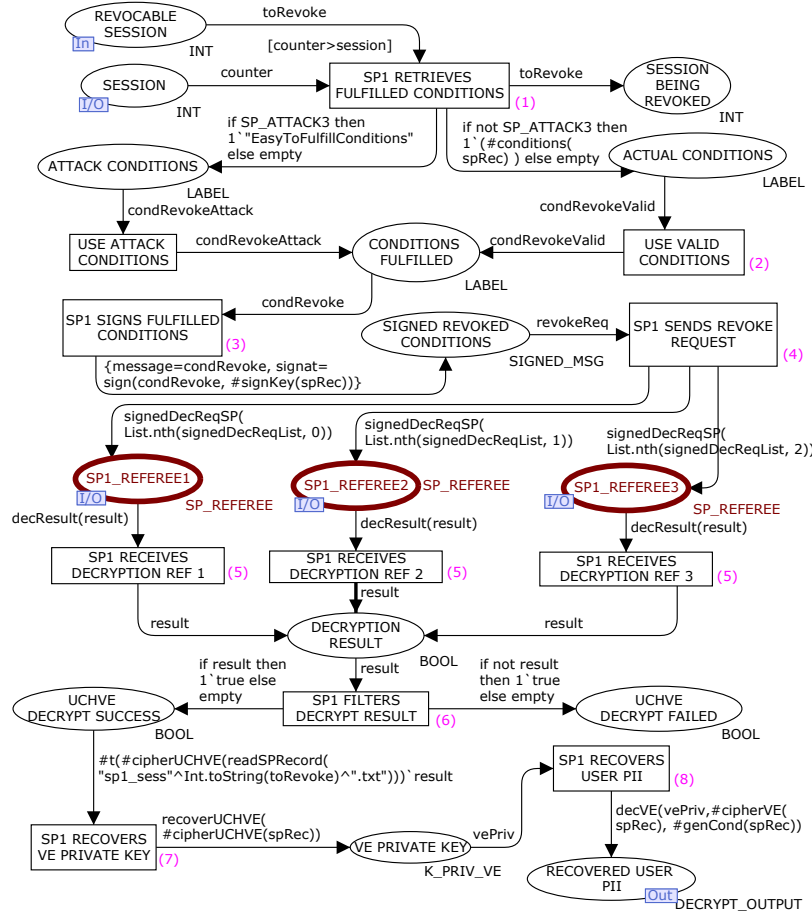 REVOCABLE
SESSION
In
INT
toRevoke
[counter>session]
SESSION
I/O
INT
counter
SP1 RETRIEVES
FULFILLED CONDITIONS
(1)
toRevoke
SESSION
BEING
REVOKED
INT
if SP_ATTACK3 then
1`"EasyToFulfillConditions"
else empty
if not SP_ATTACK3 then
1`(#conditions(
spRec) ) else empty
ATTACK CONDITIONS
LABEL
ACTUAL CONDITIONS
LABEL
condRevokeAttack
condRevokeValid
USE ATTACK
CONDITIONS
condRevokeAttack
CONDITIONS
FULFILLED
LABEL
condRevokeValid
USE VALID
CONDITIONS
(2)
condRevoke
SP1 SIGNS FULFILLED
CONDITIONS
(3)
SIGNED REVOKED
CONDITIONS
SIGNED_MSG
revokeReq
SP1 SENDS REVOKE
REQUEST
(4)
{message=condRevoke, signat=
sign(condRevoke, #signKey(spRec))}
signedDecReqSP(
List.nth(signedDecReqList, 0))
signedDecReqSP(
List.nth(signedDecReqList, 1))
signedDecReqSP(
List.nth(signedDecReqList, 2))
SP1_REFEREE1
I/O
SP_REFEREE
SP1_REFEREE2
I/O
SP_REFEREE
SP1_REFEREE3
I/O
SP_REFEREE
decResult(result)
decResult(result)
decResult(result)
SP1 RECEIVES
DECRYPTION REF 1
(5)
SP1 RECEIVES
DECRYPTION REF 2
(5)
SP1 RECEIVES
DECRYPTION REF 3
(5)
result
result
result
DECRYPTION
RESULT
BOOL
result
if result then
1`true else
empty
if not result
then 1`true
else empty
UCHVE
DECRYPT SUCCESS
BOOL
SP1 FILTERS
DECRYPT RESULT
(6)
UCHVE
DECRYPT FAILED
BOOL
#t(#cipherUCHVE(readSPRecord(
"sp1_sess"^Int.toString(toRevoke)^".txt")))`result
SP1 RECOVERS
VE PRIVATE KEY
(7)
recoverUCHVE(
#cipherUCHVE(spRec))
VE PRIVATE KEY
K_PRIV_VE
vePriv
SP1 RECOVERS
USER PII
(8)
decVE(vePriv,#cipherVE(
spRec), #genCond(spRec))
RECOVERED USER
PII
Out
DECRYPT_OUTPUT